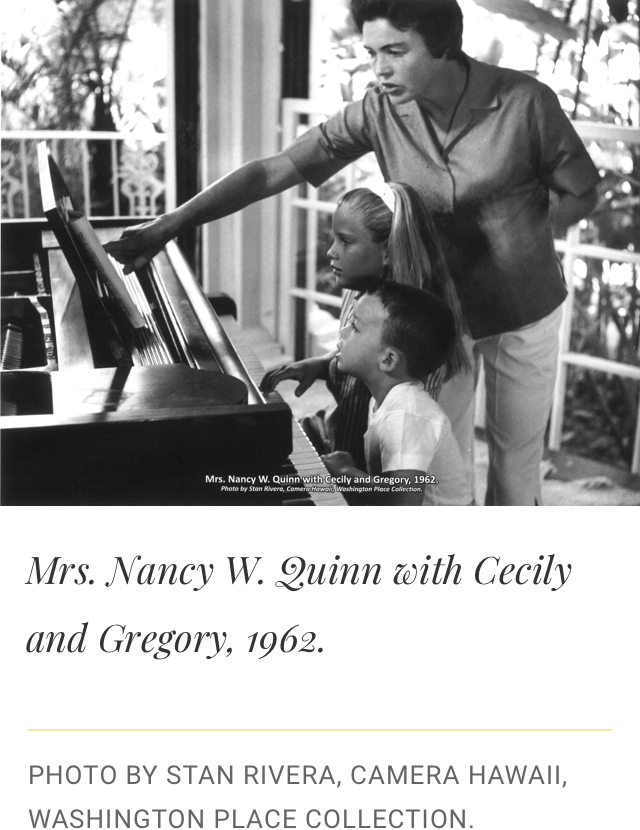 Mrs. Nancy W. Quinn with Cecily and Gregory, 1962.
Photo by Stan Rivera, Camera Hawaii, Washington Place Collection.
Mrs. Nancy W. Quinn with Cecily
and Gregory, 1962.
PHOTO BY STAN RIVERA, CAMERA HAWAII,
WASHINGTON PLACE COLLECTION.